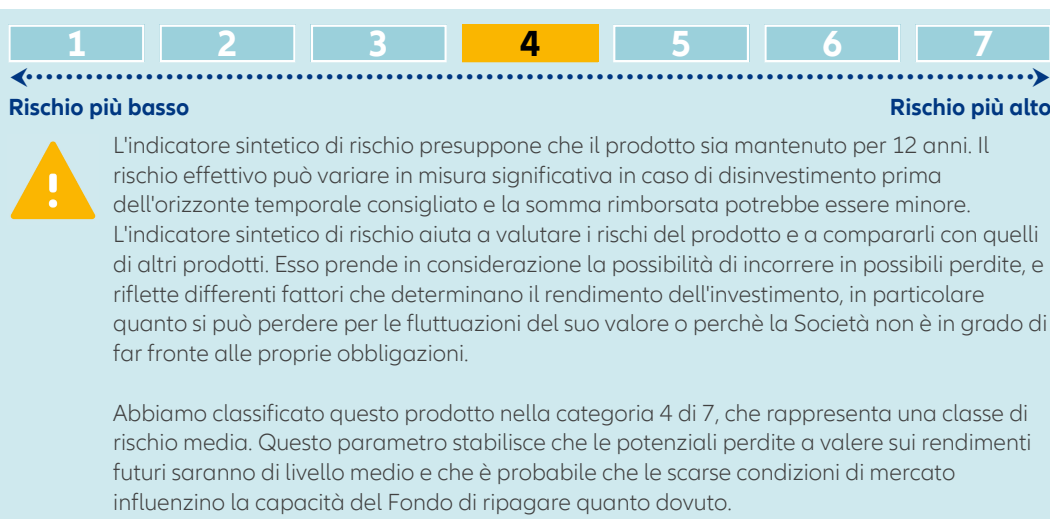 1 2 3 4 5 6 7
Rischio più basso Rischio più alto
L'indicatore sintetico di rischio presuppone che il prodotto sia mantenuto per 12 anni. Il
rischio effettivo può variare in misura significativa in caso di disinvestimento prima
dell'orizzonte temporale consigliato e la somma rimborsata potrebbe essere minore.
L'indicatore sintetico di rischio aiuta a valutare i rischi del prodotto e a compararli con quelli
di altri prodotti. Esso prende in considerazione la possibilità di incorrere in possibili perdite, e
riflette differenti fattori che determinano il rendimento dell'investimento, in particolare
quanto si può perdere per le fluttuazioni del suo valore o perchè la Società non è in grado di
far fronte alle proprie obbligazioni.
Abbiamo classificato questo prodotto nella categoria 4 di 7, che rappresenta una classe di
rischio media. Questo parametro stabilisce che le potenziali perdite a valere sui rendimenti
futuri saranno di livello medio e che è probabile che le scarse condizioni di mercato
influenzino la capacità del Fondo di ripagare quanto dovuto.